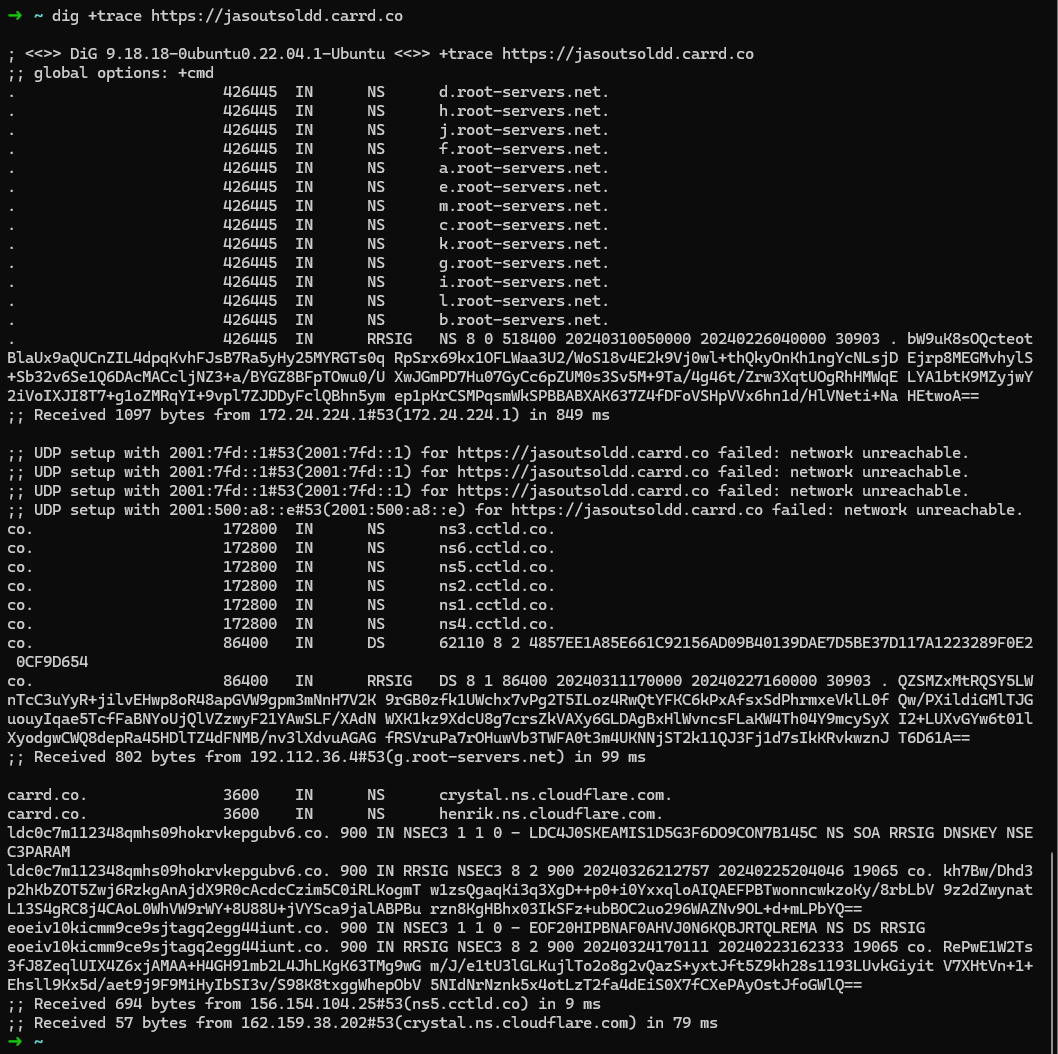 ➜ ~ dig +trace https://jasoutsoldd.carrd.co
; <<>> DiG 9.18.18-0ubuntu0.22.04.1-Ubuntu <<>> +trace https://jasoutsoldd.carrd.co
;; global options: +cmd
. 426445 IN NS d.root-servers.net.
. 426445 IN NS h.root-servers.net.
. 426445 IN NS j.root-servers.net.
. 426445 IN NS f.root-servers.net.
. 426445 IN NS a.root-servers.net.
. 426445 IN NS e.root-servers.net.
. 426445 IN NS m.root-servers.net.
. 426445 IN NS c.root-servers.net.
. 426445 IN NS k.root-servers.net.
. 426445 IN NS g.root-servers.net.
. 426445 IN NS i.root-servers.net.
. 426445 IN NS l.root-servers.net.
. 426445 IN NS b.root-servers.net.
. 426445 IN RRSIG NS 8 0 518400 20240310050000 20240226040000 30903 . bW9uK8sOQcteot
BlaUx9aQUCnZIL4dpqKvhFJsB7Ra5yHy25MYRGTs0q RpSrx69kx1OFLWaa3U2/WoS18v4E2k9Vj0wl+thQkyOnKh1ngYcNLsjD Ejrp8MEGMvhylS
+Sb32v6Se1Q6DAcMACcljNZ3+a/BYGZ8BFpTOwu0/U XwJGmPD7Hu07GyCc6pZUM0s3Sv5M+9Ta/4g46t/Zrw3XqtUOgRhHMWqE LYA1btK9MZyjwY
2iVoIXJI8T7+g1oZMRqYI+9vpl7ZJDDyFclQBhn5ym ep1pKrCSMPqsmWkSPBBABXAK637Z4fDFoVSHpVVx6hn1d/HlVNeti+Na HEtwoA==
;; Received 1097 bytes from 172.24.224.1#53(172.24.224.1) in 849 ms
;; UDP setup with 2001:7fd::1#53(2001:7fd::1) for https://jasoutsoldd.carrd.co failed: network unreachable.
;; UDP setup with 2001:7fd::1#53(2001:7fd::1) for https://jasoutsoldd.carrd.co failed: network unreachable.
;; UDP setup with 2001:7fd::1#53(2001:7fd::1) for https://jasoutsoldd.carrd.co failed: network unreachable.
;; UDP setup with 2001:500:a8::e#53(2001:500:a8::e) for https://jasoutsoldd.carrd.co failed: network unreachable.
co. 172800 IN NS ns3.cctld.co.
co. 172800 IN NS ns6.cctld.co.
co. 172800 IN NS ns5.cctld.co.
co. 172800 IN NS ns2.cctld.co.
co. 172800 IN NS ns1.cctld.co.
co. 172800 IN NS ns4.cctld.co.
co. 86400 IN DS 62110 8 2 4857EE1A85E661C92156AD09B40139DAE7D5BE37D117A1223289F0E2
0CF9D654
co. 86400 IN RRSIG DS 8 1 86400 20240311170000 20240227160000 30903 . QZSMZxMtRQSY5LW
nTcC3uYyR+jilvEHwp8oR48apGVW9gpm3mNnH7V2K 9rGB0zfk1UWchx7vPg2T5ILoz4RwQtYFKC6kPxAfsxSdPhrmxeVklL0f Qw/PXildiGMlTJG
uouyIqae5TcfFaBNYoUjQlVZzwyF21YAwSLF/XAdN WXK1kz9XdcU8g7crsZkVAXy6GLDAgBxHlWvncsFLaKW4Th04Y9mcySyX I2+LUXvGYw6t01l
XyodgwCWQ8depRa45HDlTZ4dFNMB/nv3lXdvuAGAG fRSVruPa7rOHuwVb3TWFA0t3m4UKNNjST2k11QJ3Fj1d7sIkKRvkwznJ T6D61A==
;; Received 802 bytes from 192.112.36.4#53(g.root-servers.net) in 99 ms
carrd.co. 3600 IN NS crystal.ns.cloudflare.com.
carrd.co. 3600 IN NS henrik.ns.cloudflare.com.
ldc0c7m112348qmhs09hokrvkepgubv6.co. 900 IN NSEC3 1 1 0 - LDC4J0SKEAMIS1D5G3F6DO9CON7B145C NS SOA RRSIG DNSKEY NSE
C3PARAM
ldc0c7m112348qmhs09hokrvkepgubv6.co. 900 IN RRSIG NSEC3 8 2 900 20240326212757 20240225204046 19065 co. kh7Bw/Dhd3
p2hKbZOT5Zwj6RzkgAnAjdX9R0cAcdcCzim5C0iRLKogmT w1zsQgaqKi3q3XgD++p0+i0YxxqloAIQAEFPBTwonncwkzoKy/8rbLbV 9z2dZwynat
L13S4gRC8j4CAoL0WhVW9rWY+8U88U+jVYSca9jalABPBu rzn8KgHBhx03IkSFz+ubBOC2uo296WAZNv9OL+d+mLPbYQ==
eoeiv10kicmm9ce9sjtagq2egg44iunt.co. 900 IN NSEC3 1 1 0 - EOF20HIPBNAF0AHVJ0N6KQBJRTQLREMA NS DS RRSIG
eoeiv10kicmm9ce9sjtagq2egg44iunt.co. 900 IN RRSIG NSEC3 8 2 900 20240324170111 20240223162333 19065 co. RePwE1W2Ts
3fJ8ZeqlUIX4Z6xjAMAA+H4GH91mb2L4JhLKgK63TMg9wG m/J/e1tU3lGLKujlTo2o8g2vQazS+yxtJft5Z9kh28s1193LUvkGiyit V7XHtVn+1+
Ehsll9Kx5d/aet9j9F9MiHyIbSI3v/S98K8txggWhepObV 5NIdNrNznk5x4otLzT2fa4dEiS0X7fCXePAyOstJfoGWlQ==
;; Received 694 bytes from 156.154.104.25#53(ns5.cctld.co) in 9 ms
;; Received 57 bytes from 162.159.38.202#53(crystal.ns.cloudflare.com) in 79 ms
➜ ~